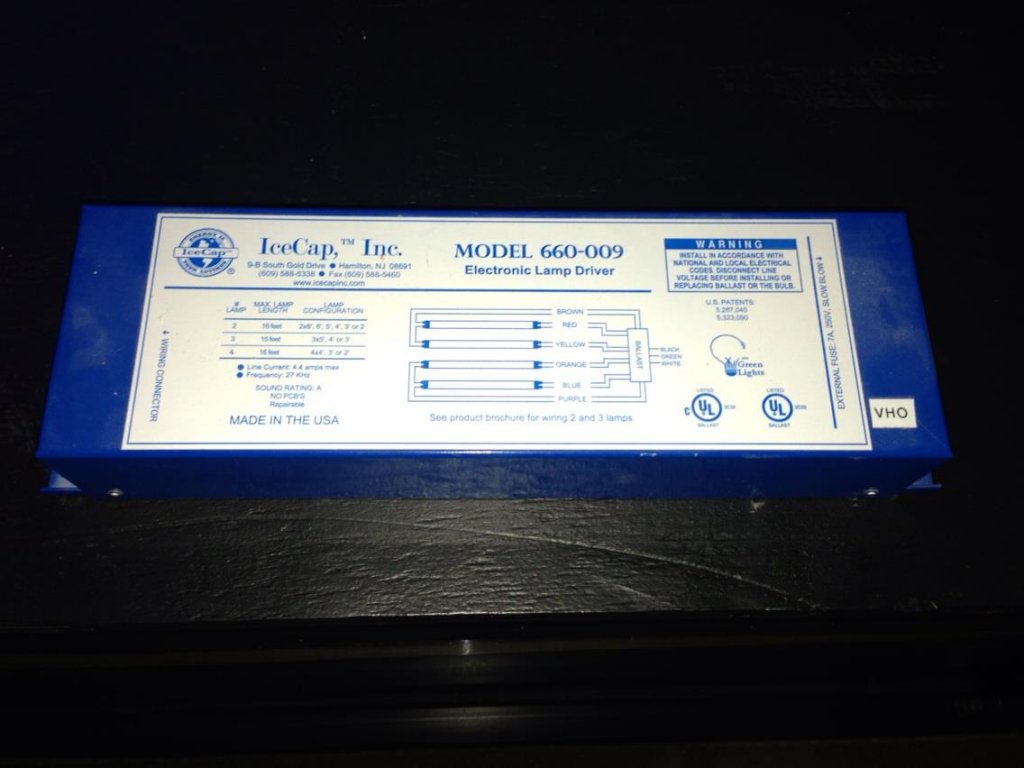 ENERGY IS
IceCap™
®
IceCap,™ Inc.
9-B South Gold Drive ● Hamilton, NJ 08691
(609) 588-5338 ● Fax (609) 588-5460
www.icecapinc.com
MODEL 660-009
Electronic Lamp Driver
WARNING
INSTALL IN ACCORDANCE WITH
NATIONAL AND LOCAL ELECTRICAL
CODES. DISCONNECT LINE
VOLTAGE BEFORE INSTALLING OR
REPLACING BALLAST OR THE BULB.
# LAMP MAX. LAMP LENGTH LAMP CONFIGURATION
2 16 feet 2x8', 6', 5', 4', 3' or 2'
3 15 feet 3x5', 4' or 3'
4 16 feet 4x4', 3' or 2'
● Line Current: 4.4 amps max
● Frequency: 27 KHz
SOUND RATING: A
NO PCB'S
Repairable
MADE IN THE USA
WIRING CONNECTOR
BROWN
RED
YELLOW
ORANGE
BLUE
PURPLE
BALLAST
BLACK
GREEN
WHITE
See product brochure for wiring 2 and 3 lamps.
U.S. PATENTS:
5,287,040
5,323,090
Green
Lights
LISTED
C UL
BALLAST
LISTED
UL
BALLAST
EXTERNAL FUSE: 7A, 250V, SLOW BLOW
VHO